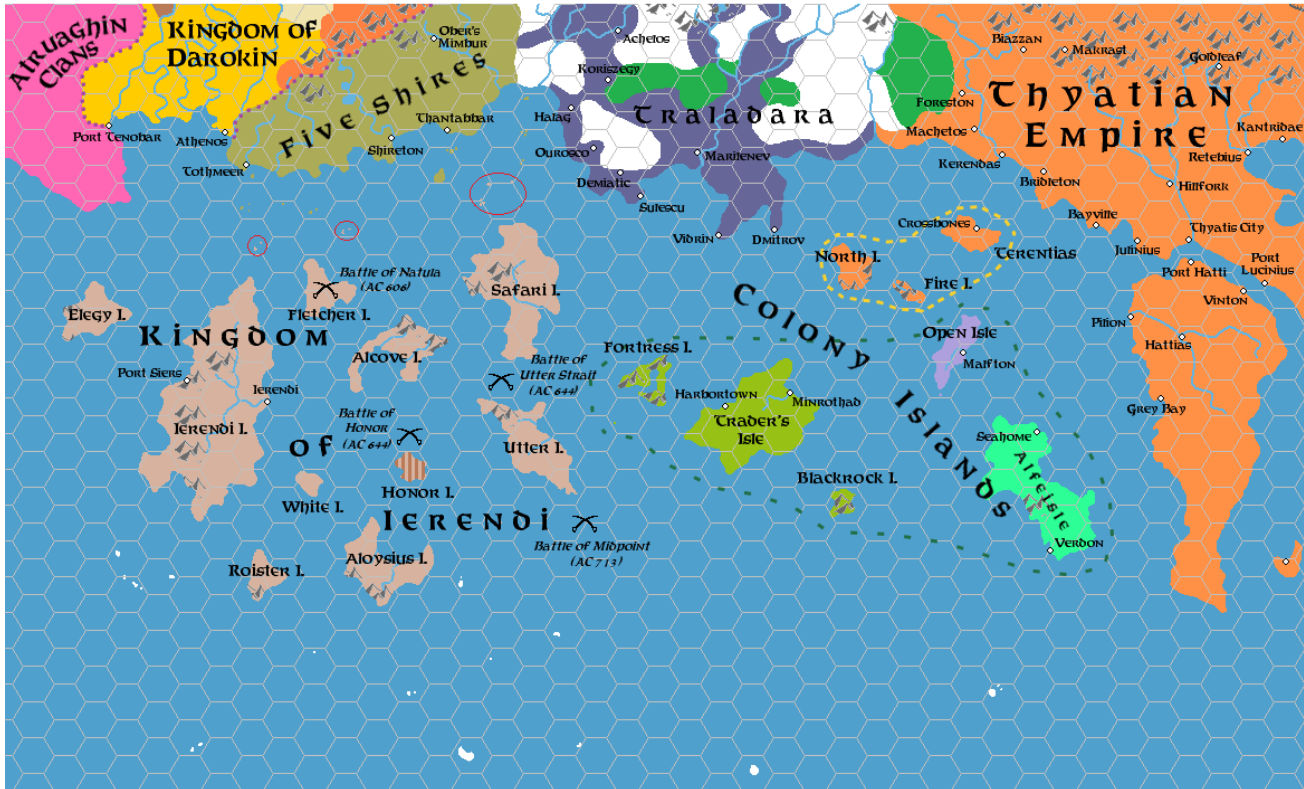 Atruaghin
Clans
Kingdom of
Darokin
Five Shires
Traladara
Thyatian
Empire
Ober's
Mimbur
Achelos
Koriszegy
Biazzan
Makrast
Goldleaf
Foreston
Port Tenobar
Athenos
Tothmeer
Thantabbar
Shireton
Halag
Ourosco
Marilenev
Demiatic
Sulescu
Vidrin
Dmitrov
Machetos
Kerendas
Bridleton
Kantridae
Retebius
Hillfork
Bayville
Julinius
Thyatis City
Port Hatti
Port
Lucinius
Vinton
Crossbones
Terentias
North I.
Fire I.
Elegy I.
Kingdom
of
Ierendi
Battle of Natula
(AC 606)
Fletcher I.
Safari I.
Alcove I.
Port Siers
Ierendi
Ierendi I.
Battle of
Utter Strait
(AC 644)
Battle of
Honor
(AC 644)
Honor I.
White I.
Utter I.
Battle of Midpoint
(AC 713)
Roister I.
Aloysius I.
Colony
Islands
Fortress I.
Harbortown
Minrothad
Trader's
Isle
Blackrock I.
Open Isle
Malfton
Seahome
Alfeisle
Verdon
Pilion
Hattias
Grey Bay